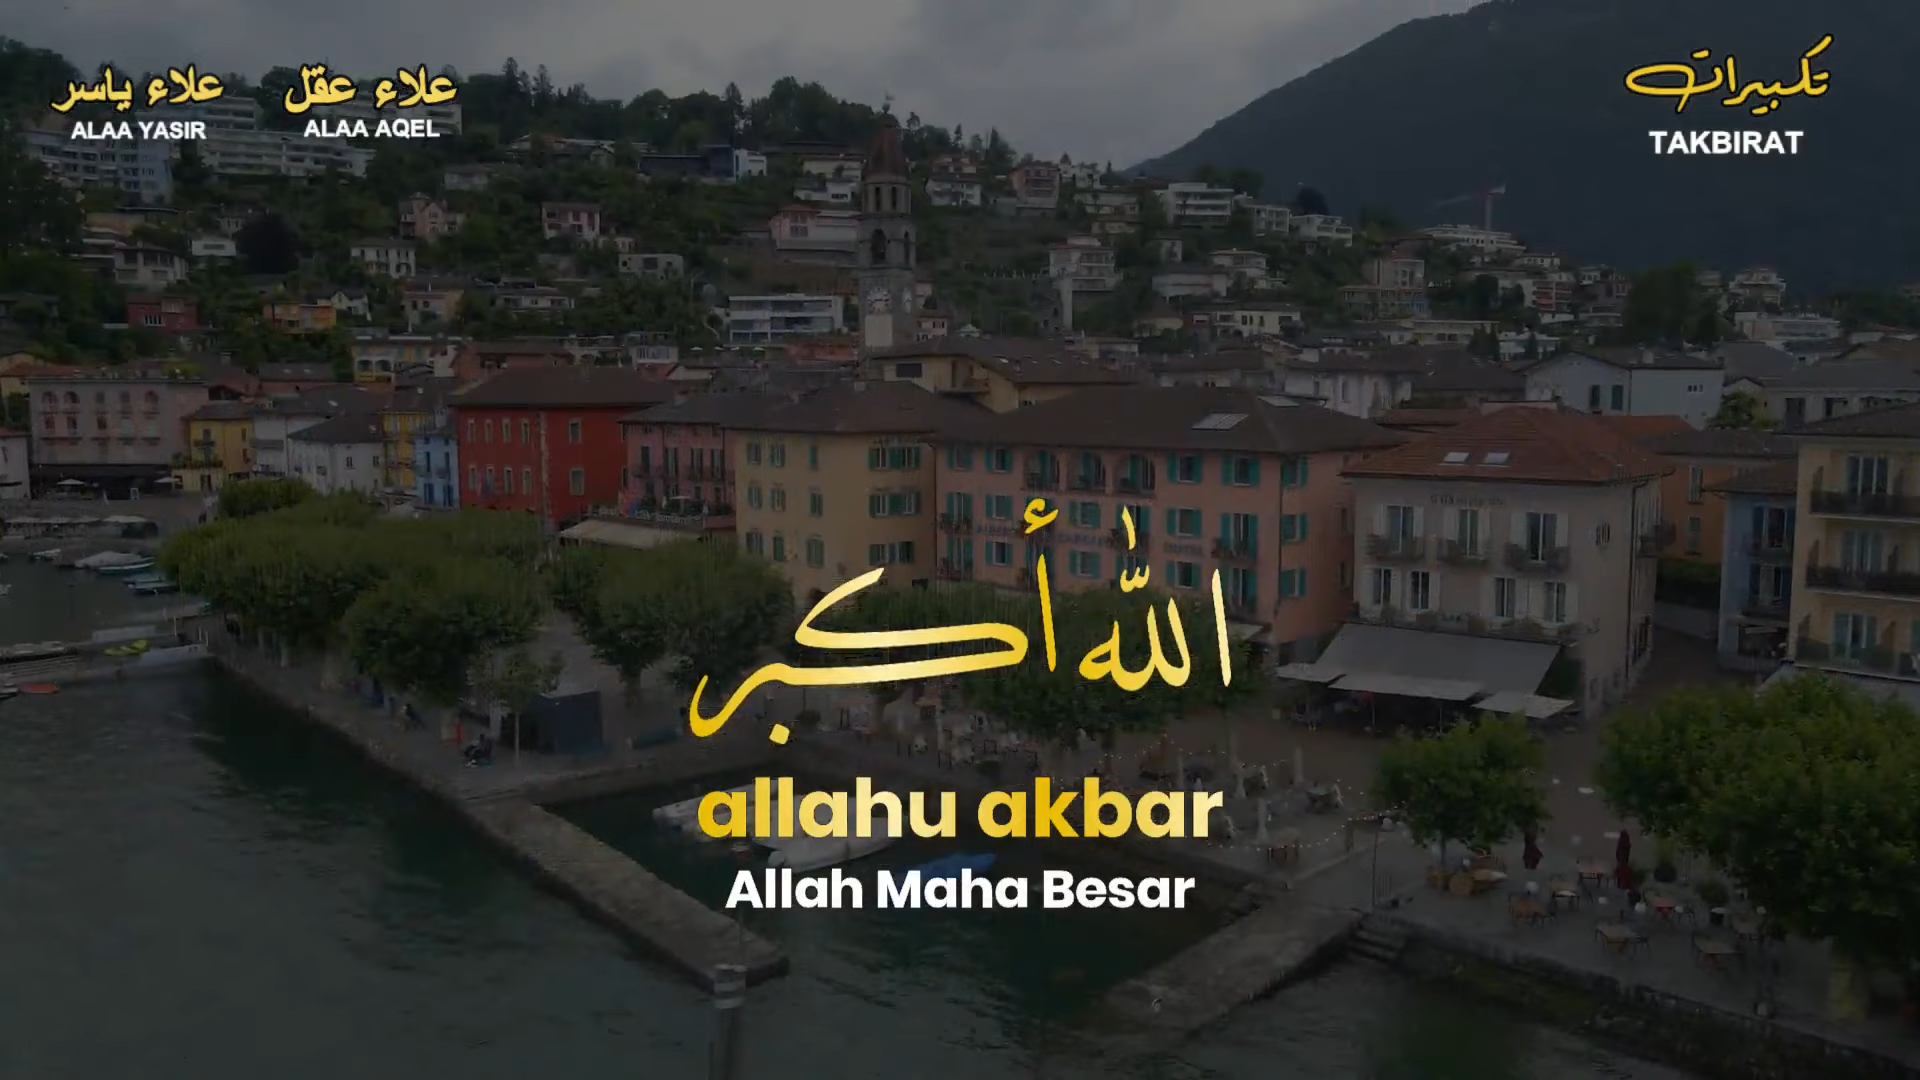 علاء ياسر
ALAA YASIR
علاء عقل
ALAA AQEL
تكبيرات
TAKBIRAT
الله أكبر
allahu akbar
Allah Maha Besar